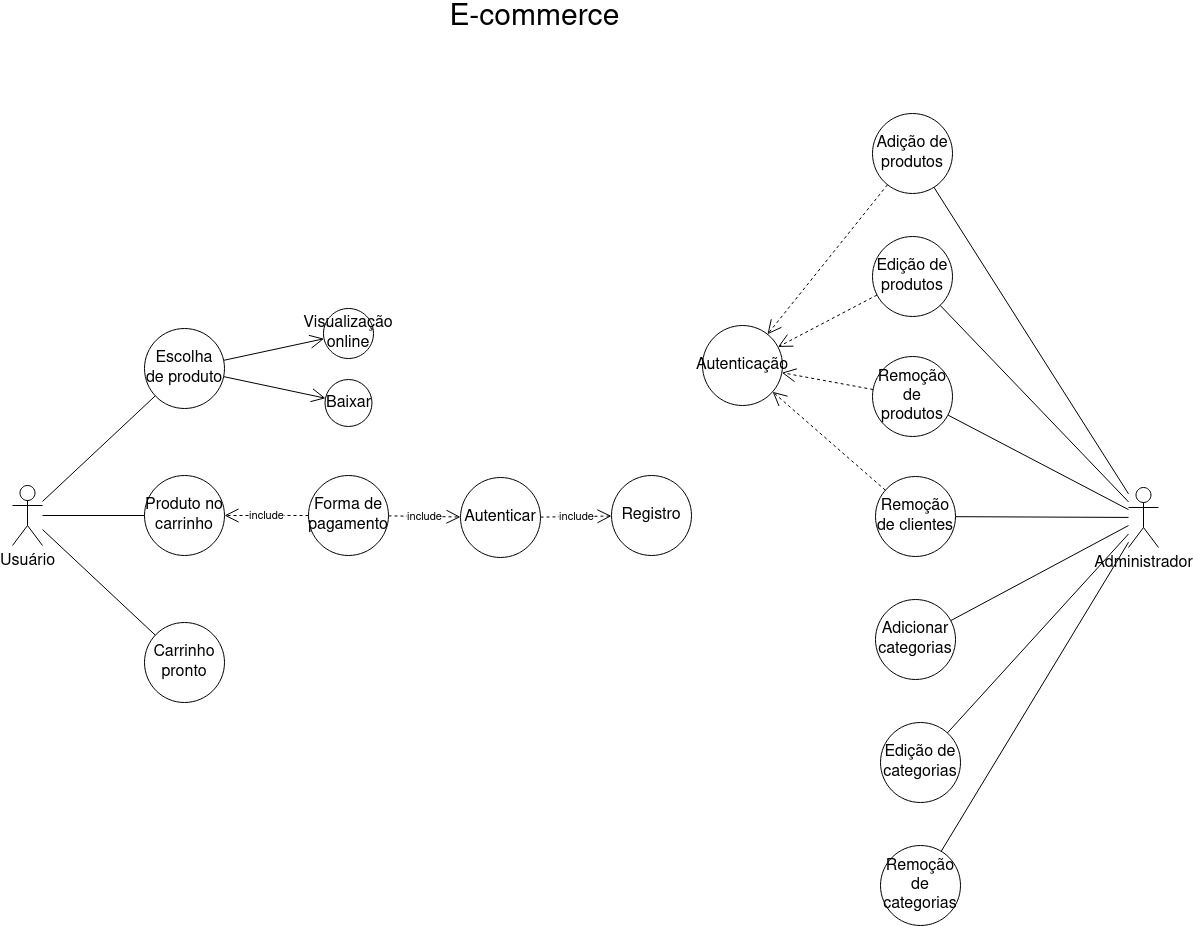 E-commerce
Adição de
produtos
Edição de
produtos
Visualização
online
Escolha
de produto
Baixar
Autenticação
Remoção
de
produtos
Produto no
carrinho
include
Forma de
pagamento
include
Autenticar
include
Registro
Remoção
de clientes
Usuário
Administrador
Carrinho
pronto
Adicionar
categorias
Edição de
categorias
Remoção
de
categorias